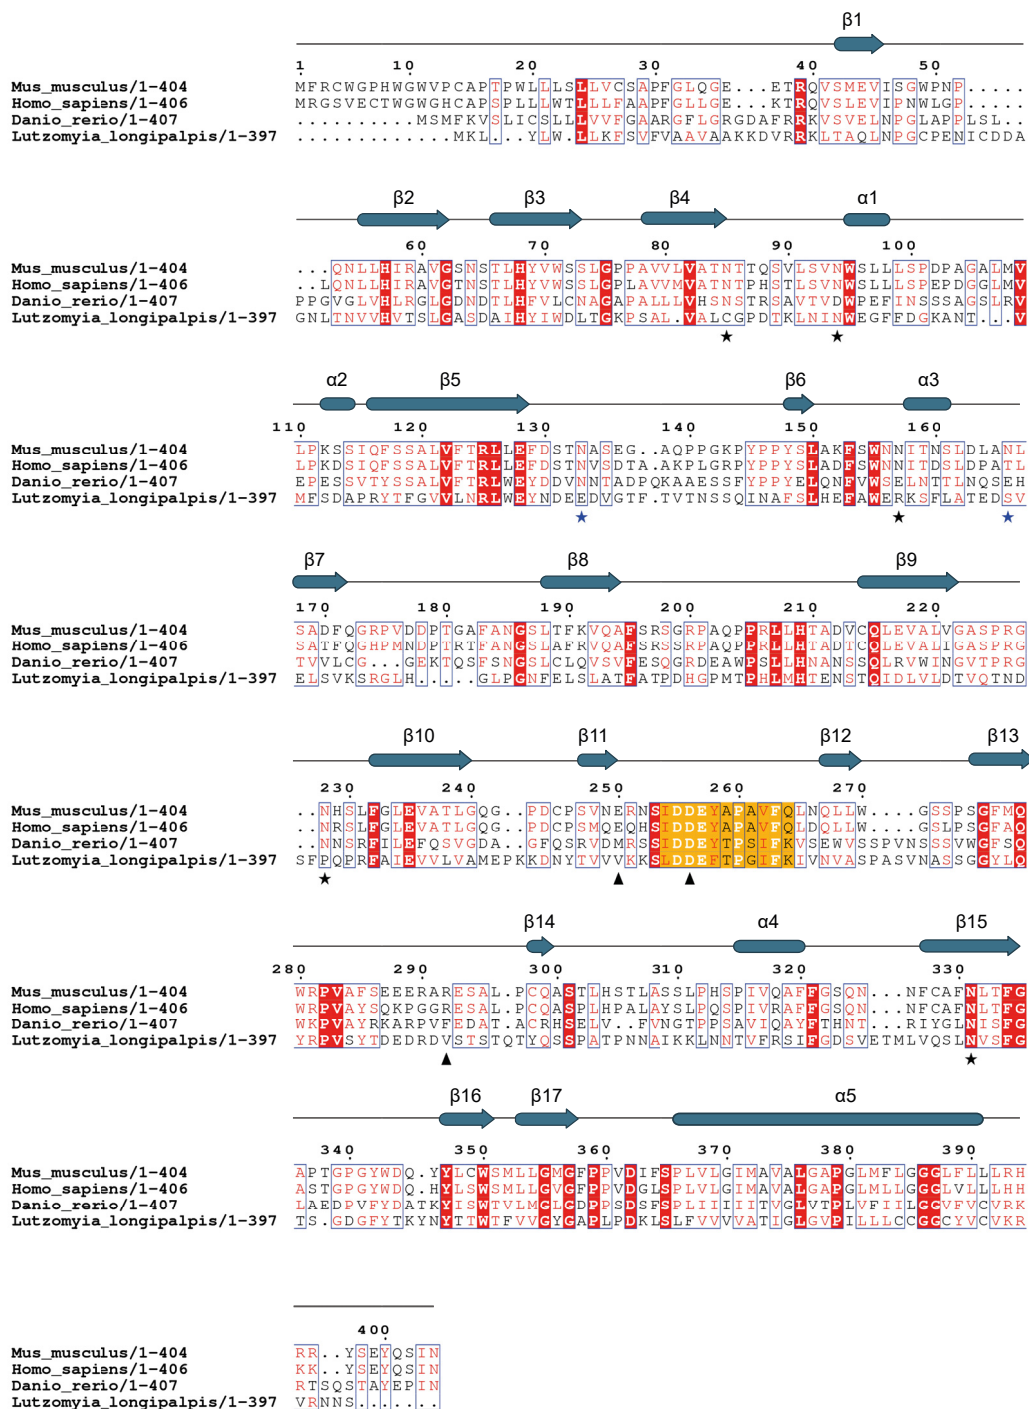 β1
1 10 20 30 40 50
Mus_musculus/1-404 MFRCWGPHWGWVPCAPTPWLLLSLLVCSAPFGLQGE...ETRQVSMEVISGWPNP.....
Homo_sapiens/1-406 MRGSVECTWGWGHCAPSPLLLWTLLLFAAPFGLLGE...KTRQVSLEVIPNWLGP.....
Danio_rerio/1-407 ..........MSMFKVSLICSLLLVVFGAARGFLGRGDAFRRKVSVELNPGLAPPLSL..
Lutzomyia_longipalpis/1-397 .............MKL...YLW.LLKFSVFVAAVAAKKDVRRKLTAQLNPGCPENICDDA
β2 β3 β4 α1
60 70 80 90 100
Mus_musculus/1-404 ...QNLLHIRAVGSNSTLHYVWSSLGPPAVVLVATNTTQSVLSVNWSLLLSPDPAGALMV
Homo_sapiens/1-406 ..LQNLLHIRAVGTNSTLHYVWSSLGPLAVVMVATNTPHSTLSVNWSLLLSPEPDGGLMV
Danio_rerio/1-407 PPGVGLVHLRGLGDNDTLHFVLCNAGAPALLLVHSNSTRSAVTVDWPEFINSSSAGSLRV
Lutzomyia_longipalpis/1-397 GNLTNVVHVTSLGASDAIHYIWDLTGKPSAL.VALCGPDTKLNINWEGFFDGKANT...V
★ ★
α2 β5 β6 α3
110 120 130 140 150 160
Mus_musculus/1-404 LPKSSIQFSSALVFTRLLEFDSTNASEG..AQPPGKPYPPYSLAKFSWNNITNSLDLANL
Homo_sapiens/1-406 LPKDSIQFSSALVFTRLLEFDSTNVSDTA.AKPLGRPYPPYSLADFSWNNITDSLDPATL
Danio_rerio/1-407 EPESSVTYSSALVFTRLWEYDDVNNTADPQKAAESSFYPPYELQNFVWSELNTTLNQSEH
Lutzomyia_longipalpis/1-397 MFSDAPRYTFGVVLNRLWEYNDEEDVGTF.TVTNSSQINAFSLHEFAWERKSFLATEDSV
★ ★ ★
β7 β8 β9
170 180 190 200 210 220
Mus_musculus/1-404 SADFQGRPVDDPTGAFANGSLTFKVQAFSRSGRPAQPPRLLHTADVCQLEVALVGASPRG
Homo_sapiens/1-406 SATFQGHPMNDPTRTFANGSLAFRVQAFSRSSRPAQPPRLLHTADTCQLEVALIGASPRG
Danio_rerio/1-407 TVVLCG...GEKTQSFSNGSLCLQVSVFESQGRDEAWPSLLHNANSSQLRVWINGVTPRG
Lutzomyia_longipalpis/1-397 ELSVKSRGLH....GLPGNFELSLATFATPDHGPMTPHLMHTENSTQIDLVLDTVQTND
β10 β11 β12 β13
230 240 250 260 270
Mus_musculus/1-404 ..NHSLFGLEVATLGQG..PDCPSVNERNSIDDEYAPAVFQLNQLLW....GSSPSGFMQ
Homo_sapiens/1-406 ..NRSLFGLEVATLGQG..PDCPSMQEQHSIDDEYAPAVFQLDQLLW....GSLPSGFAQ
Danio_rerio/1-407 ..NNSRFILEFQSVGDA..GNCSRVDMRSSLDDEYTPSIFKVSEWVSSPVNSSSVWGFSQ
Lutzomyia_longipalpis/1-397 SFPQPRFAIEVVLVAMEPKKDNYTVVVKKSLDDEFTPGIFKIVNVASPASVNASSGGYLQ
★ ▲ ▲
β14 α4 β15
280 290 300 310 320 330
Mus_musculus/1-404 WRPVAFSEEERARESAL.PCQASTLHSTLASSLPHSPIVQAFFGSQN...NFCAFNLTFG
Homo_sapiens/1-406 WRPVAYSQKPGGRESAL.PCQASPLHPALAYSLPQSPIVRAFFGSQN...NFCAFNLTFG
Danio_rerio/1-407 WKPVAYRKARPVFEDAT.ACRHSELV..FVNGTPPSAVIQAYFTHNT...RIYGLNISFG
Lutzomyia_longipalpis/1-397 YRPVSYTDEDRDVSTSTQTYQSSPATPNNAIKKLNNTVFRSIFGDSVETMLVQSLNVSFG
▲ ★
β16 β17 α5
340 350 360 370 380 390
Mus_musculus/1-404 APTGPGYWDQ.YYLCWSMLLGMGFPPVDIFSPLVLGIMAVALGAPGLMFLGGGLFLLLRH
Homo_sapiens/1-406 ASTGPGYWDQ.HYLSWSMLLGVGFPPVDGLSPLVLGIMAVALGAPGLMLLGGGLVLLLHH
Danio_rerio/1-407 LAEDPVFYDATKYISWTVLMGLGDPPSDSFSPLIIIIITIGLVTPLVFIILGGVFVCVRK
Lutzomyia_longipalpis/1-397 TS.GDGFYTKYNYTTWTFVVGYGAPLPDKLSLFVVVVATIGLGVPILLLCCGGCYVCVKR
400
Mus_musculus/1-404 RR..YSEYQSIN
Homo_sapiens/1-406 KK..YSEYQSIN
Danio_rerio/1-407 RTSQSTAYEPIN
Lutzomyia_longipalpis/1-397 VRNNS.......